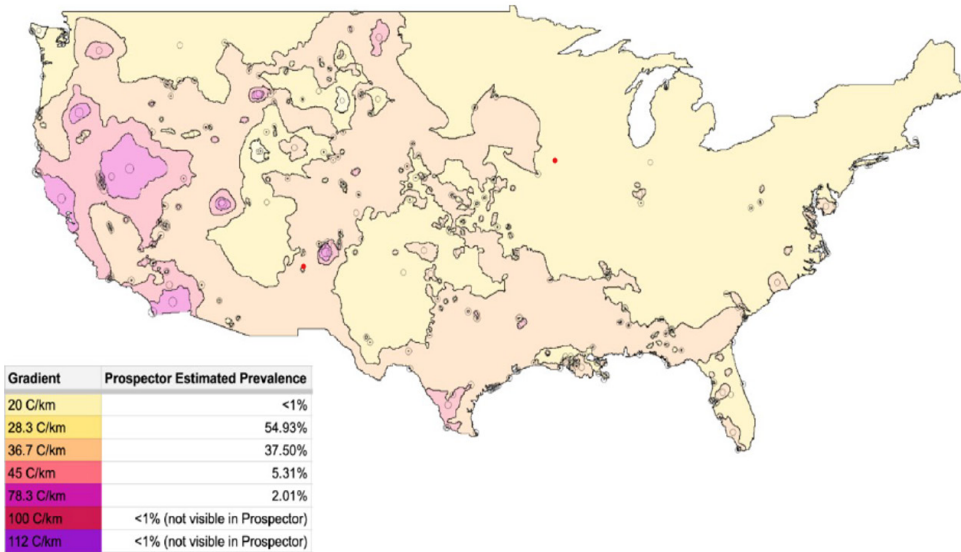 Gradient Prospector Estimated Prevalence
20 C/km <1%
28.3 C/km 54.93%
36.7 C/km 37.50%
45 C/km 5.31%
78.3 C/km 2.01%
100 C/km <1% (not visible in Prospector)
112 C/km <1% (not visible in Prospector)